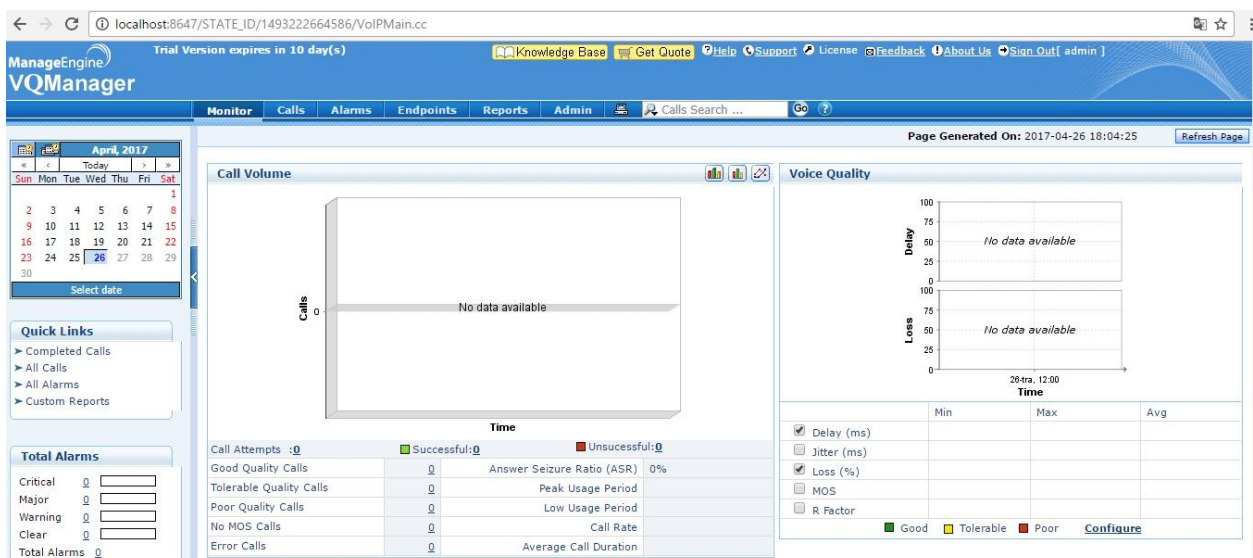 localhost:8647/STATE_ID/1493222664586/VoIPMain.cc
ManageEngine
VQManager
Trial Version expires in 10 day(s)
Knowledge Base Get Quote Help Support License Feedback About Us Sign Out[ admin ]
Monitor Calls Alarms Endpoints Reports Admin Calls Search ... Go ?
Page Generated On: 2017-04-26 18:04:25 Refresh Page
April, 2017
« ‹ Today › »
Sun Mon Tue Wed Thu Fri Sat
1
2 3 4 5 6 7 8
9 10 11 12 13 14 15
16 17 18 19 20 21 22
23 24 25 26 27 28 29
30
Select date
Quick Links
Completed Calls
All Calls
All Alarms
Custom Reports
Total Alarms
Critical 0
Major 0
Warning 0
Clear 0
Total Alarms 0
Call Volume
Calls
0
No data available
Time
Call Attempts :0 Successful:0 Unsucessful:0
Good Quality Calls 0 Answer Seizure Ratio (ASR) 0%
Tolerable Quality Calls 0 Peak Usage Period
Poor Quality Calls 0 Low Usage Period
No MOS Calls 0 Call Rate
Error Calls 0 Average Call Duration
Voice Quality
Delay
100
75
50
25
0
No data available
Loss
100
75
50
25
0
No data available
26-tra, 12:00
Time
Min Max Avg
Delay (ms)
Jitter (ms)
Loss (%)
MOS
R Factor
Good Tolerable Poor Configure